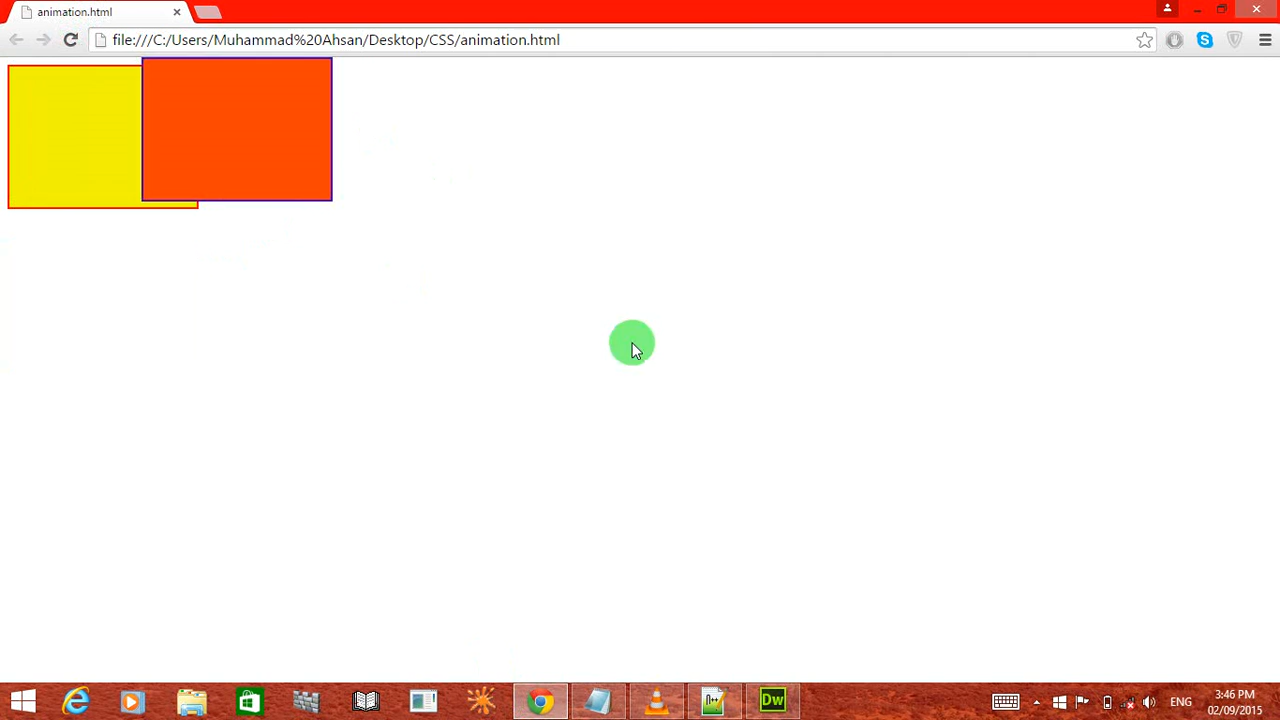 animation.html
file:///C:/Users/Muhammad%20Ahsan/Desktop/CSS/animation.html
Dw
ENG
3:46 PM
02/09/2015